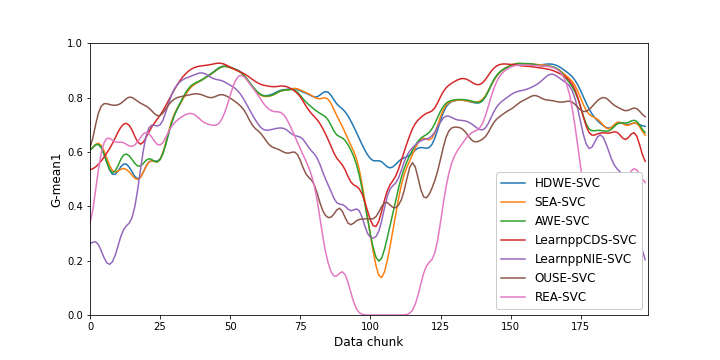 1.0
0.8
0.6
0.4
0.2
0.0
G-mean1
0 25 50 75 100 125 150 175
Data chunk
HDWE-SVC
SEA-SVC
AWE-SVC
LearnppCDS-SVC
LearnppNIE-SVC
OUSE-SVC
REA-SVC